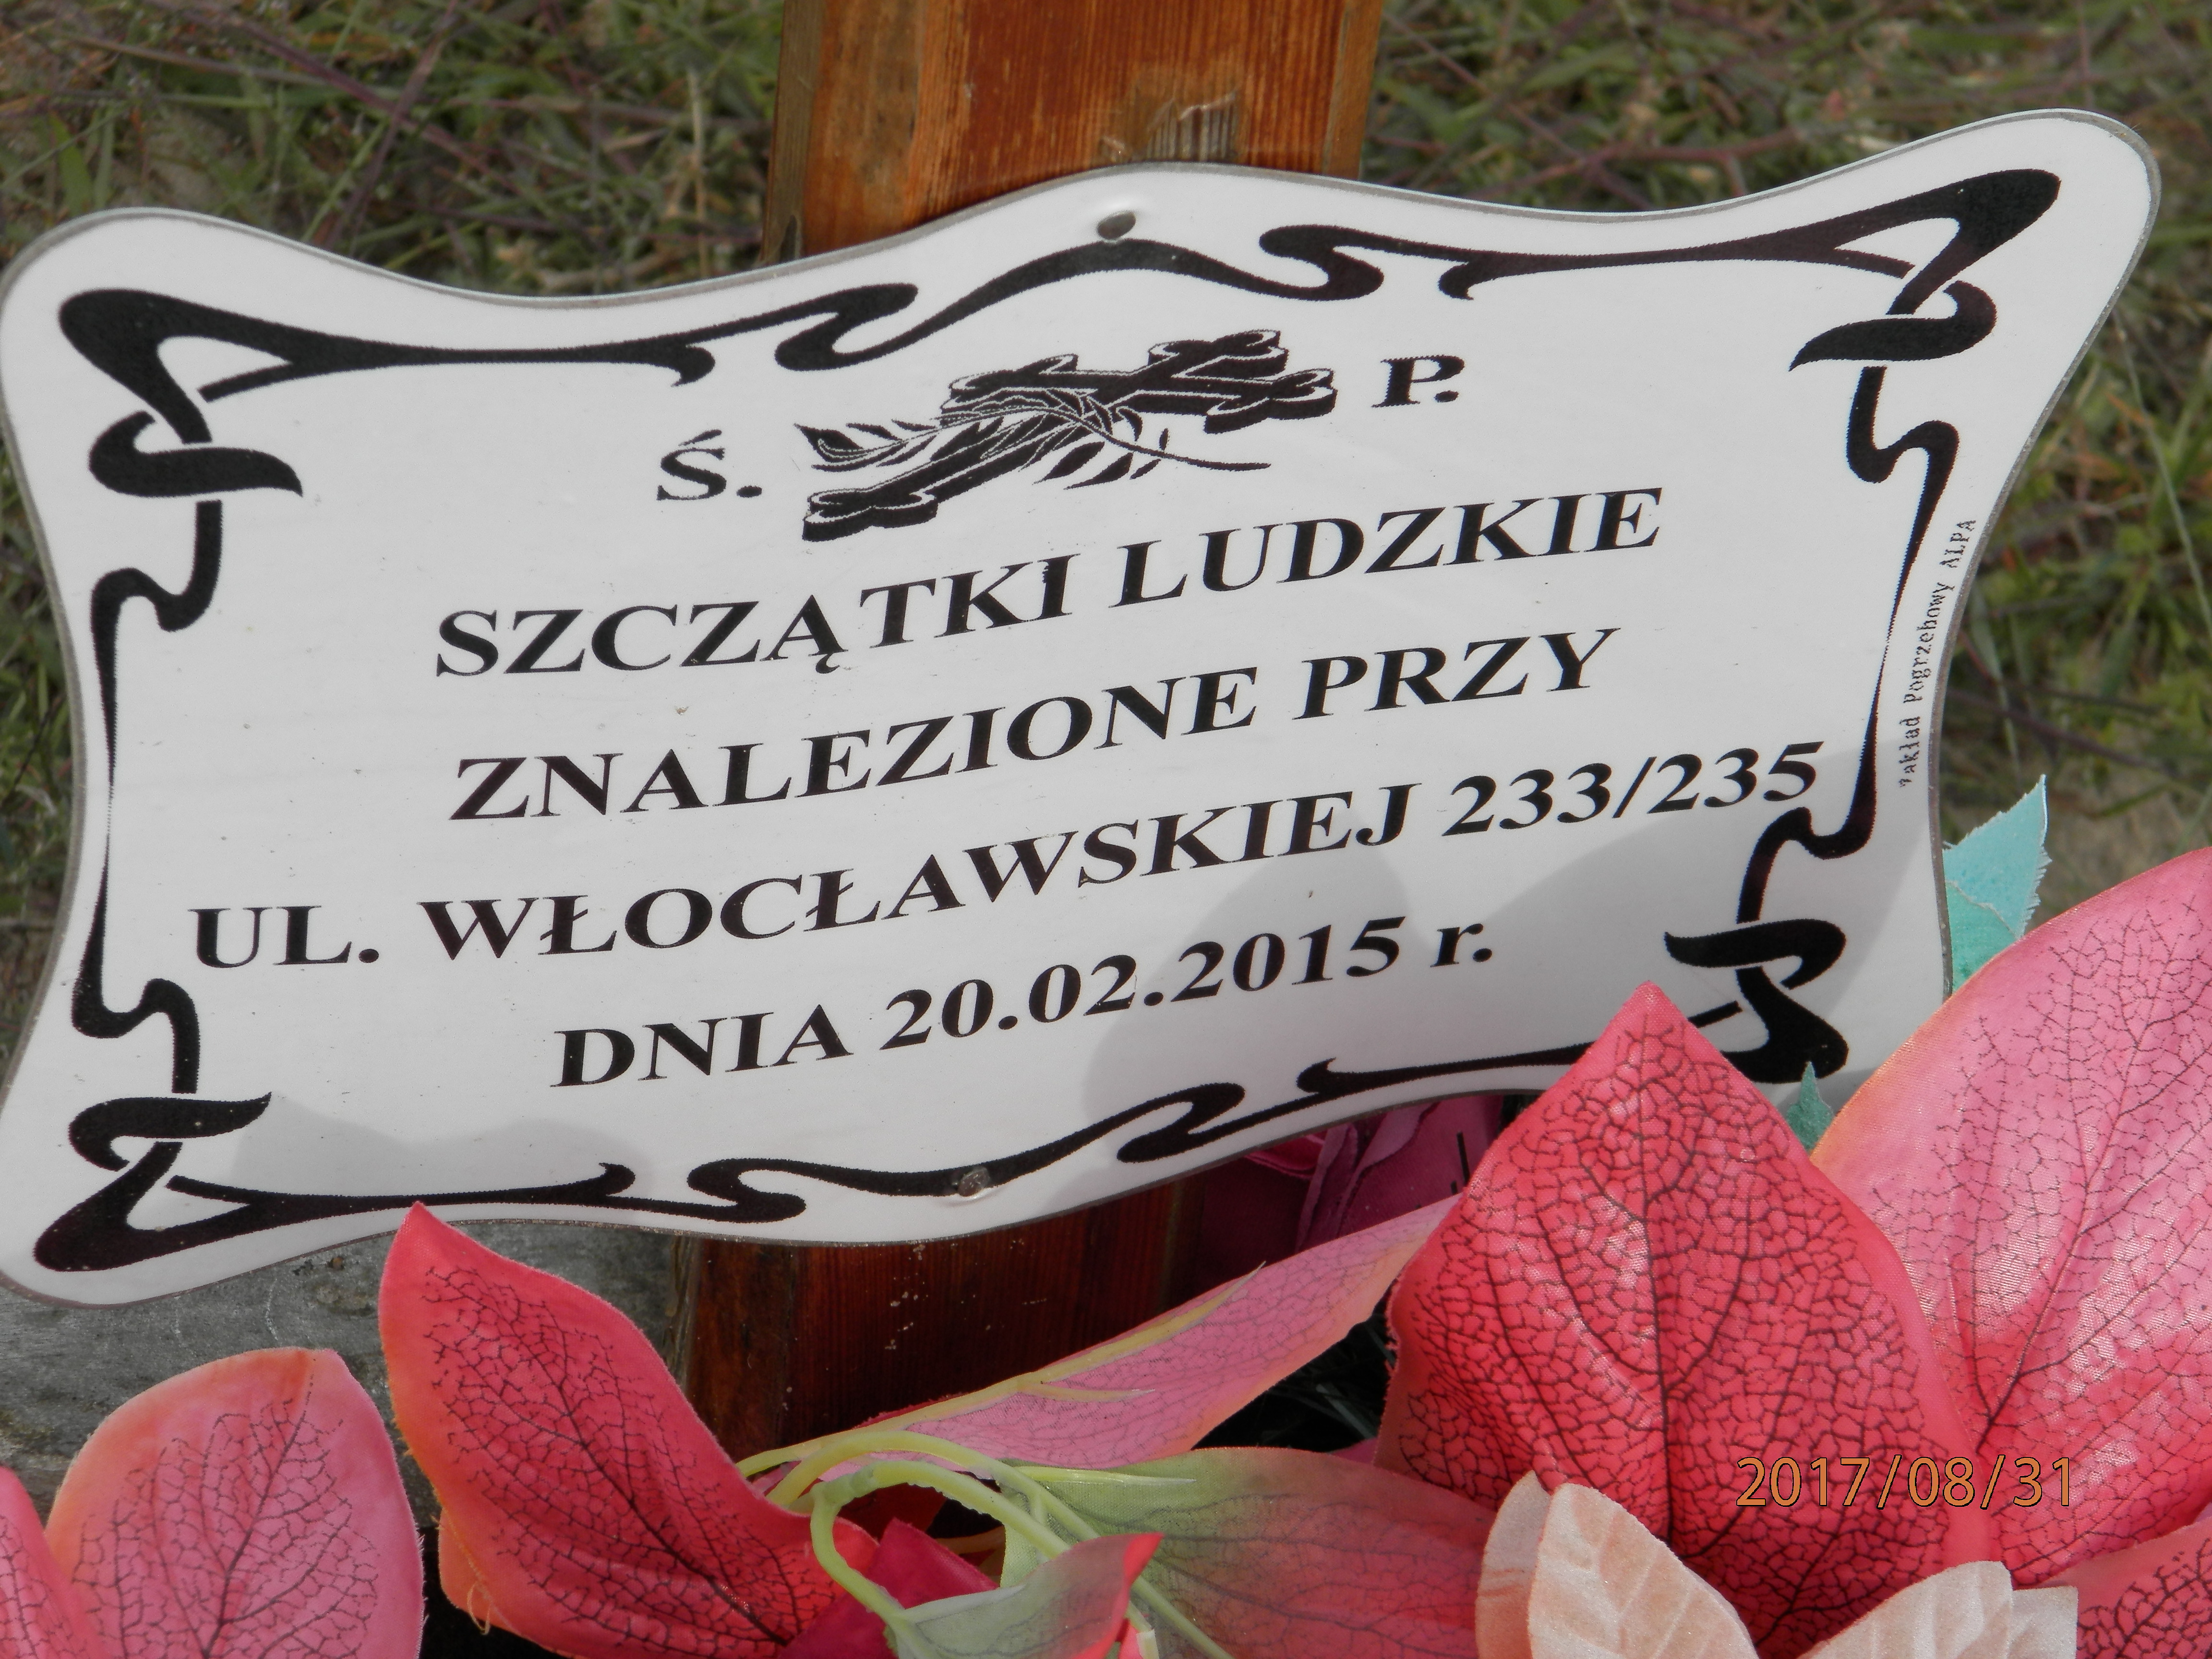 Ś. P.
SZCZĄTKI LUDZKIE
ZNALEZIONE PRZY
UL. WŁOCŁAWSKIEJ 233/235
DNIA 20.02.2015 r.
Zakład Pogrzebowy ALPA
2017/08/31